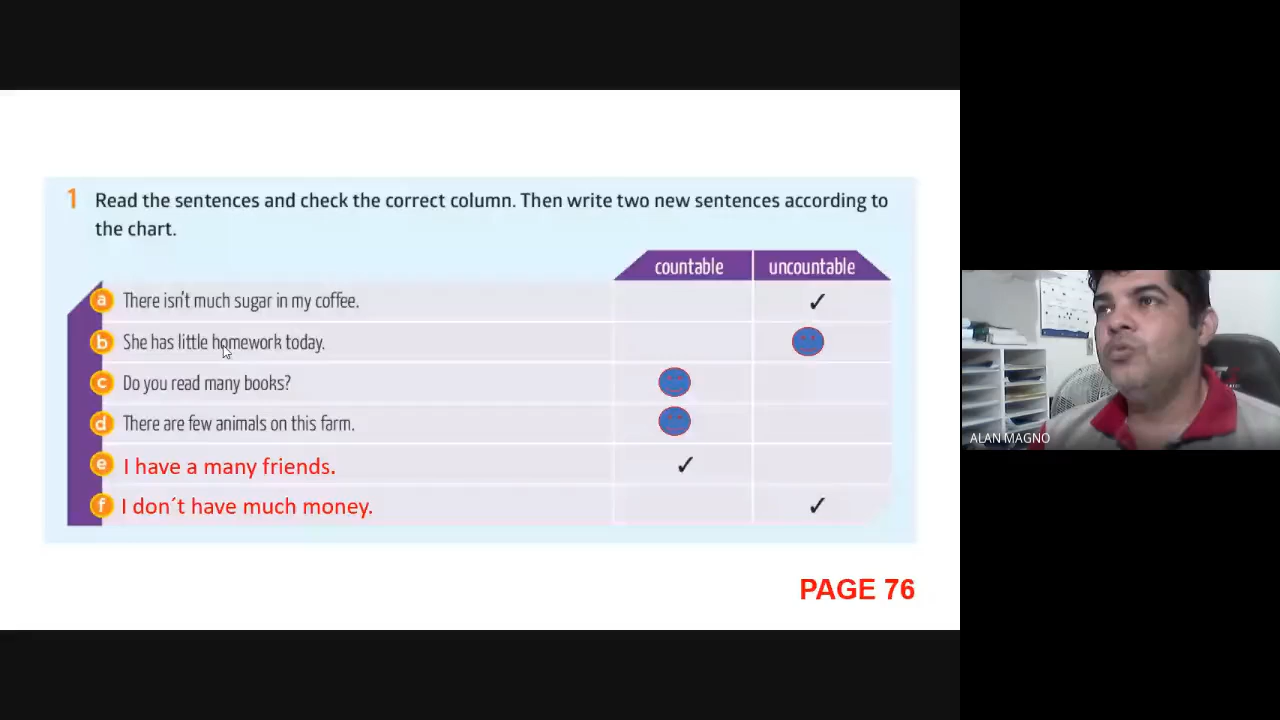 1 Read the sentences and check the correct column. Then write two new sentences according to
the chart.
countable uncountable
a There isn't much sugar in my coffee. ✓
b She has little homework today.
c Do you read many books?
d There are few animals on this farm.
e I have a many friends. ✓
f I don´t have much money. ✓
PAGE 76
ALAN MAGNO